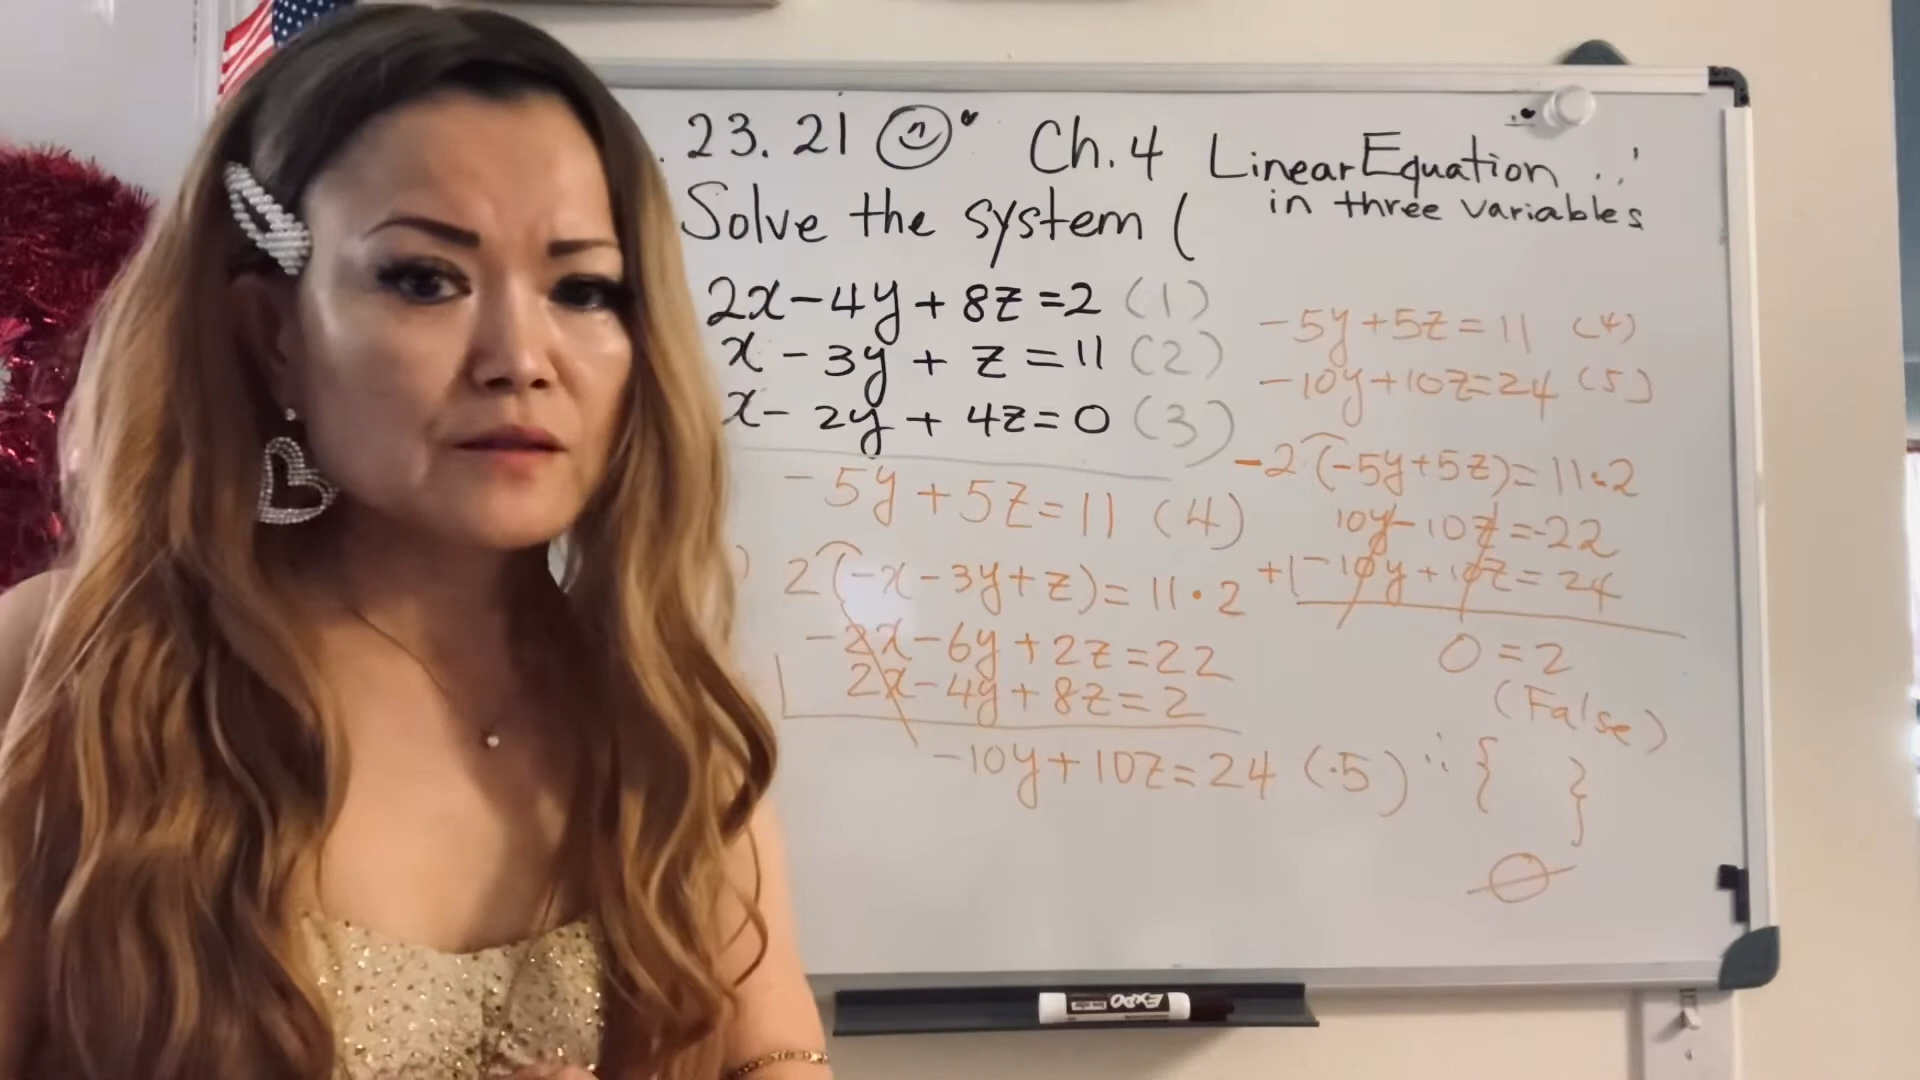 . 23. 21 Ch. 4 Linear Equation
in three variables
Solve the system (
2x - 4y + 8z = 2 (1)
x - 3y + z = 11 (2)
x - 2y + 4z = 0 (3)
- 5y + 5z = 11 (4)
2(-x - 3y + z) = 11 · 2
-2x - 6y + 2z = 22
2x - 4y + 8z = 2
-10y + 10z = 24 (5)
-5y + 5z = 11 (4)
-10y + 10z = 24 (5)
-2(-5y + 5z) = 11 · 2
10y - 10z = -22
+ -10y + 10z = 24
0 = 2
(False)
∴ { }
∅
EXPO